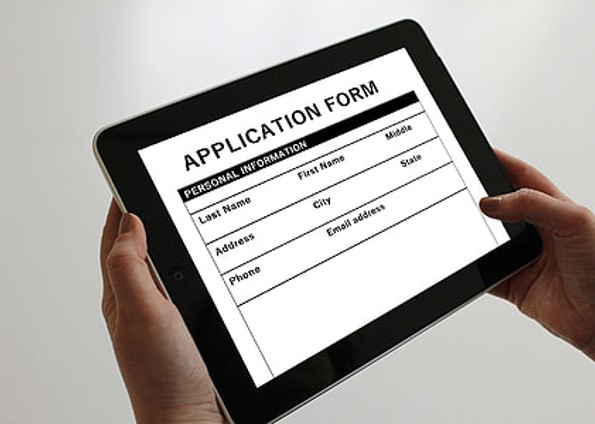 APPLICATION FORM
PERSONAL INFORMATION
Last Name First Name Middle
Address City State
Phone Email address